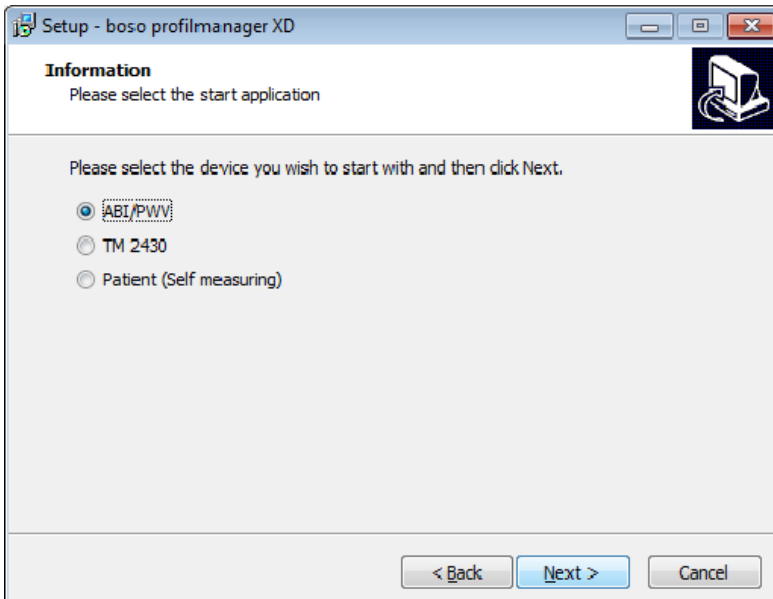 Setup - boso profilmanager XD
Information
Please select the start application
Please select the device you wish to start with and then click Next.
ABI/PWV
TM 2430
Patient (Self measuring)
< Back
Next >
Cancel